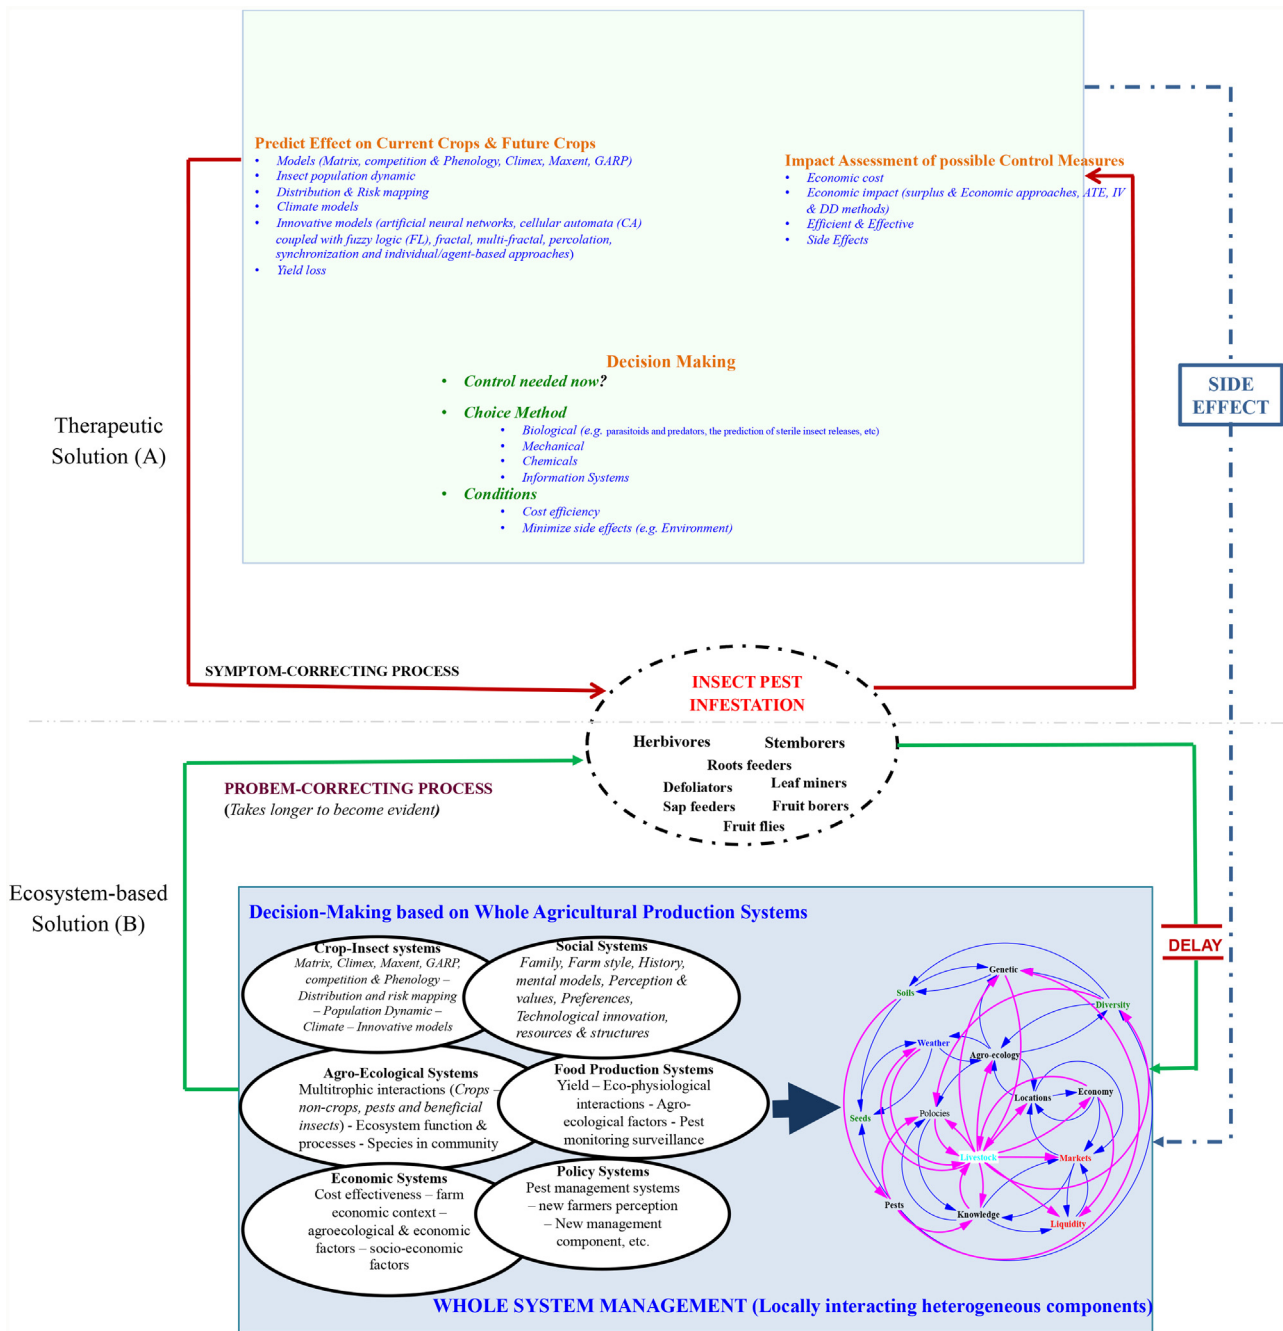 Predict Effect on Current Crops & Future Crops
• Models (Matrix, competition & Phenology, Climex, Maxent, GARP)
• Insect population dynamic
• Distribution & Risk mapping
• Climate models
• Innovative models (artificial neural networks, cellular automata (CA)
coupled with fuzzy logic (FL), fractal, multi-fractal, percolation,
synchronization and individual/agent-based approaches)
• Yield loss
Impact Assessment of possible Control Measures
• Economic cost
• Economic impact (surplus & Economic approaches, ATE, IV
& DD methods)
• Efficient & Effective
• Side Effects
Decision Making
• Control needed now?
• Choice Method
• Biological (e.g. parasitoids and predators, the prediction of sterile insect releases, etc)
• Mechanical
• Chemicals
• Information Systems
• Conditions
• Cost efficiency
• Minimize side effects (e.g. Environment)
SIDE
EFFECT
Therapeutic
Solution (A)
SYMPTOM-CORRECTING PROCESS
INSECT PEST
INFESTATION
Herbivores
Stemborers
Roots feeders
Defoliators
Leaf miners
Sap feeders
Fruit borers
Fruit flies
PROBEM-CORRECTING PROCESS
(Takes longer to become evident)
Ecosystem-based
Solution (B)
DELAY
Decision-Making based on Whole Agricultural Production Systems
Crop-Insect systems
Matrix, Climex, Maxent, GARP,
competition & Phenology –
Distribution and risk mapping
– Population Dynamic –
Climate – Innovative models
Social Systems
Family, Farm style, History,
mental models, Perception &
values, Preferences,
Technological innovation,
resources & structures
Agro-Ecological Systems
Multitrophic interactions (Crops –
non-crops, pests and beneficial
insects) - Ecosystem function &
processes - Species in community
Food Production Systems
Yield – Eco-physiological
interactions - Agro-
ecological factors - Pest
monitoring surveillance
Economic Systems
Cost effectiveness – farm
economic context –
agroecological & economic
factors – socio-economic
factors
Policy Systems
Pest management systems
– new farmers perception
– New management
component, etc.
Genetic
Soils
Diversity
Weather
Agro-ecology
Locations
Economy
Seeds
Polocies
Livestock
Markets
Pests
Knowledge
Liquidity
WHOLE SYSTEM MANAGEMENT (Locally interacting heterogeneous components)